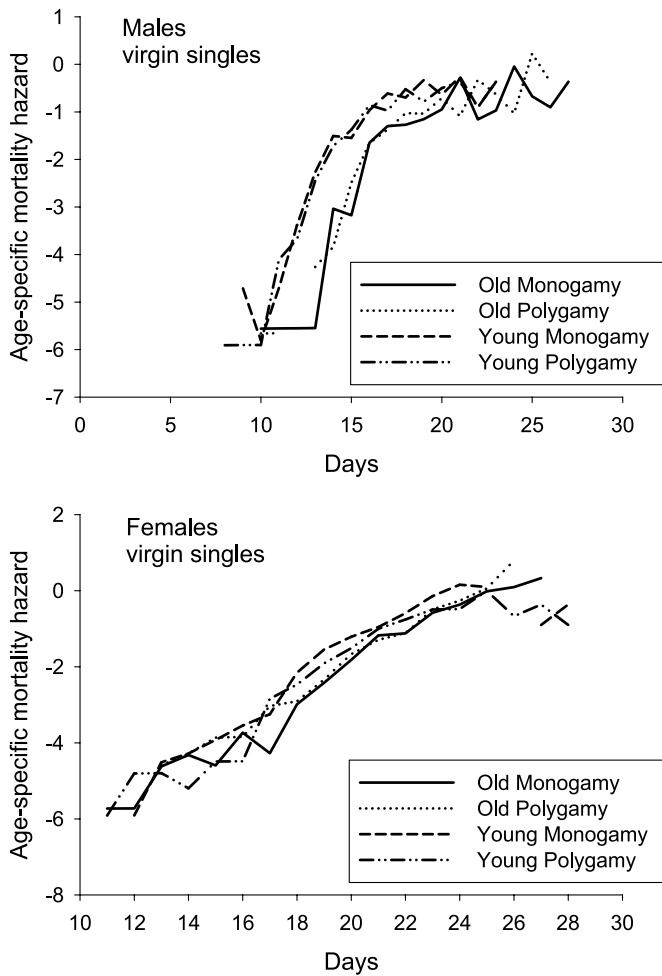 Males
virgin singles
Age-specific mortality hazard
1
0
-1
-2
-3
-4
-5
-6
-7
Old Monogamy
Old Polygamy
Young Monogamy
Young Polygamy
0 5 10 15 20 25 30
Days
Females
virgin singles
Age-specific mortality hazard
2
0
-2
-4
-6
-8
Old Monogamy
Old Polygamy
Young Monogamy
Young Polygamy
10 12 14 16 18 20 22 24 26 28 30
Days